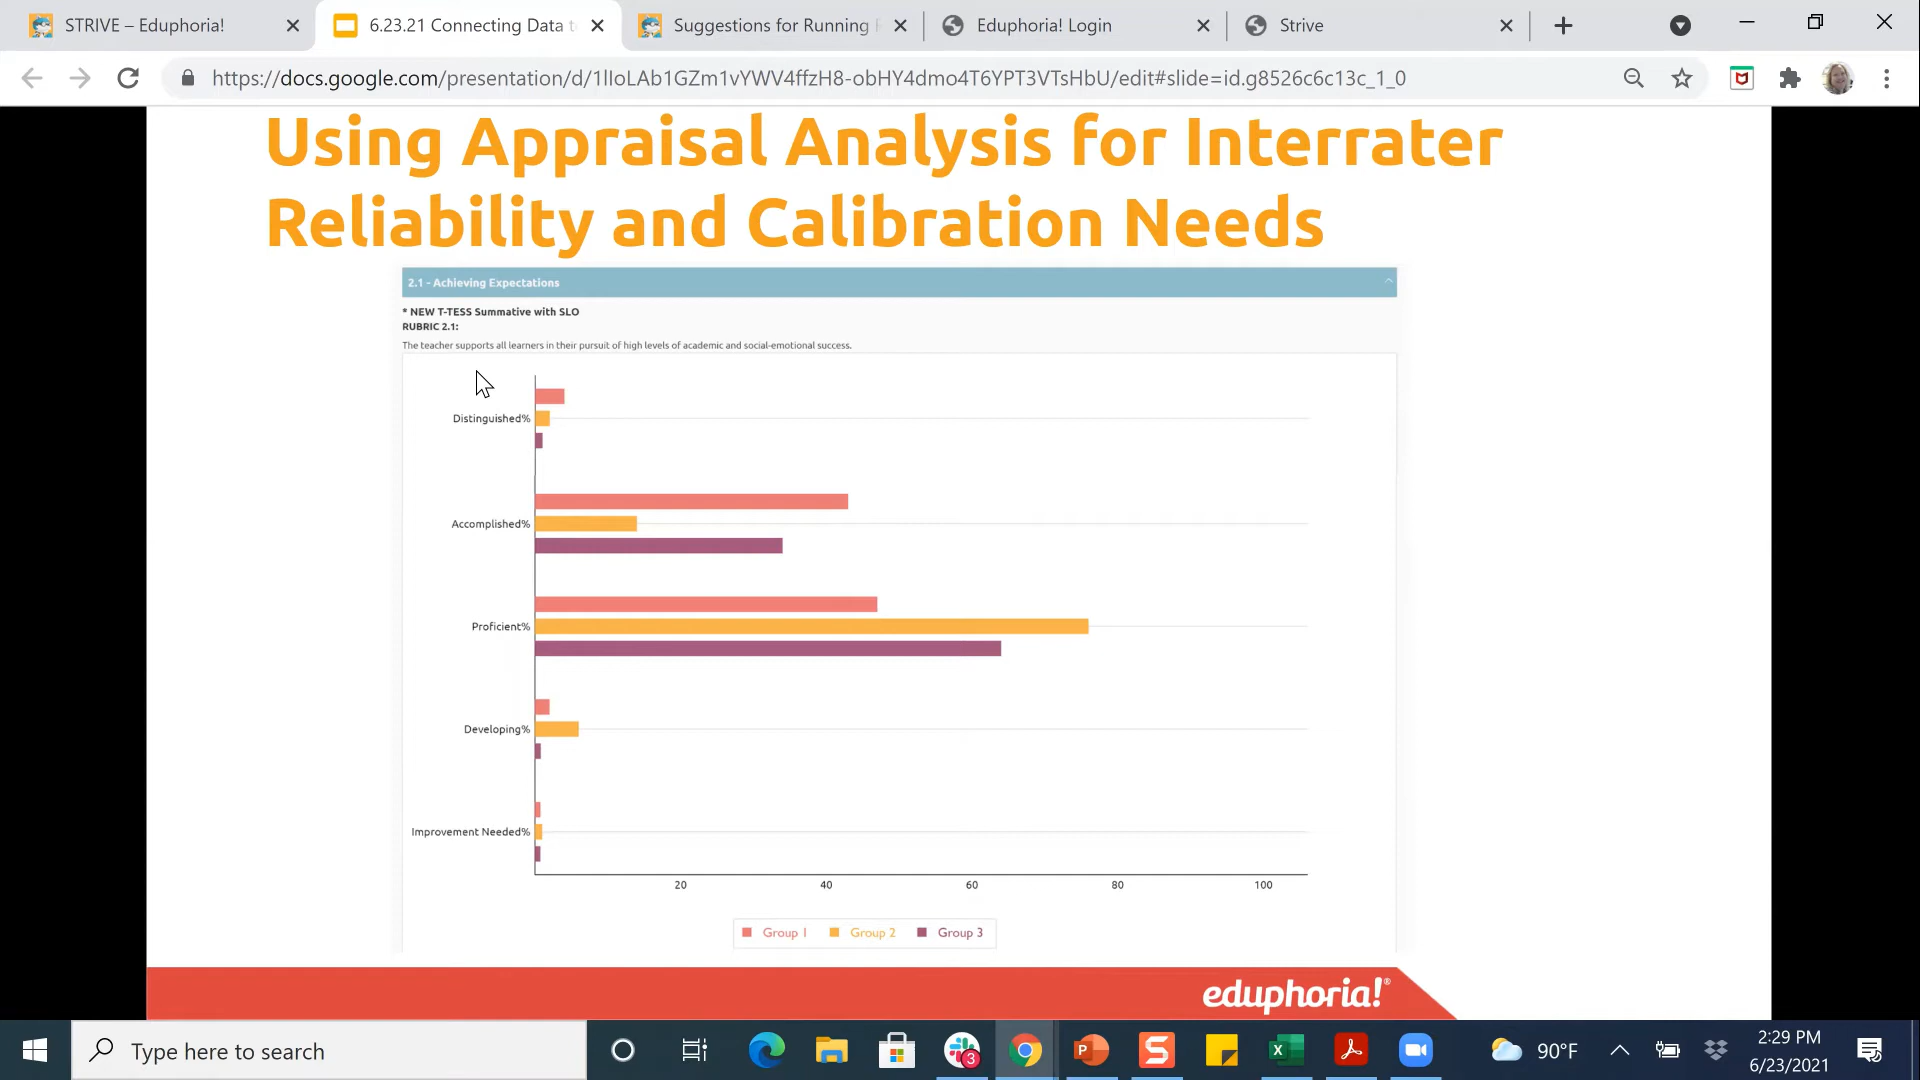 STRIVE – Eduphoria!
6.23.21 Connecting Data t
Suggestions for Running
Eduphoria! Login
Strive
https://docs.google.com/presentation/d/1lIoLAb1GZm1vYWV4ffzH8-obHY4dmo4T6YPT3VTsHbU/edit#slide=id.g8526c6c13c_1_0
Using Appraisal Analysis for Interrater
Reliability and Calibration Needs
2.1 - Achieving Expectations
* NEW T-TESS Summative with SLO
RUBRIC 2.1:
The teacher supports all learners in their pursuit of high levels of academic and social-emotional success.
Distinguished%
Accomplished%
Proficient%
Developing%
Improvement Needed%
20 40 60 80 100
Group 1 Group 2 Group 3
eduphoria!®
Type here to search
3
90°F
2:29 PM
6/23/2021